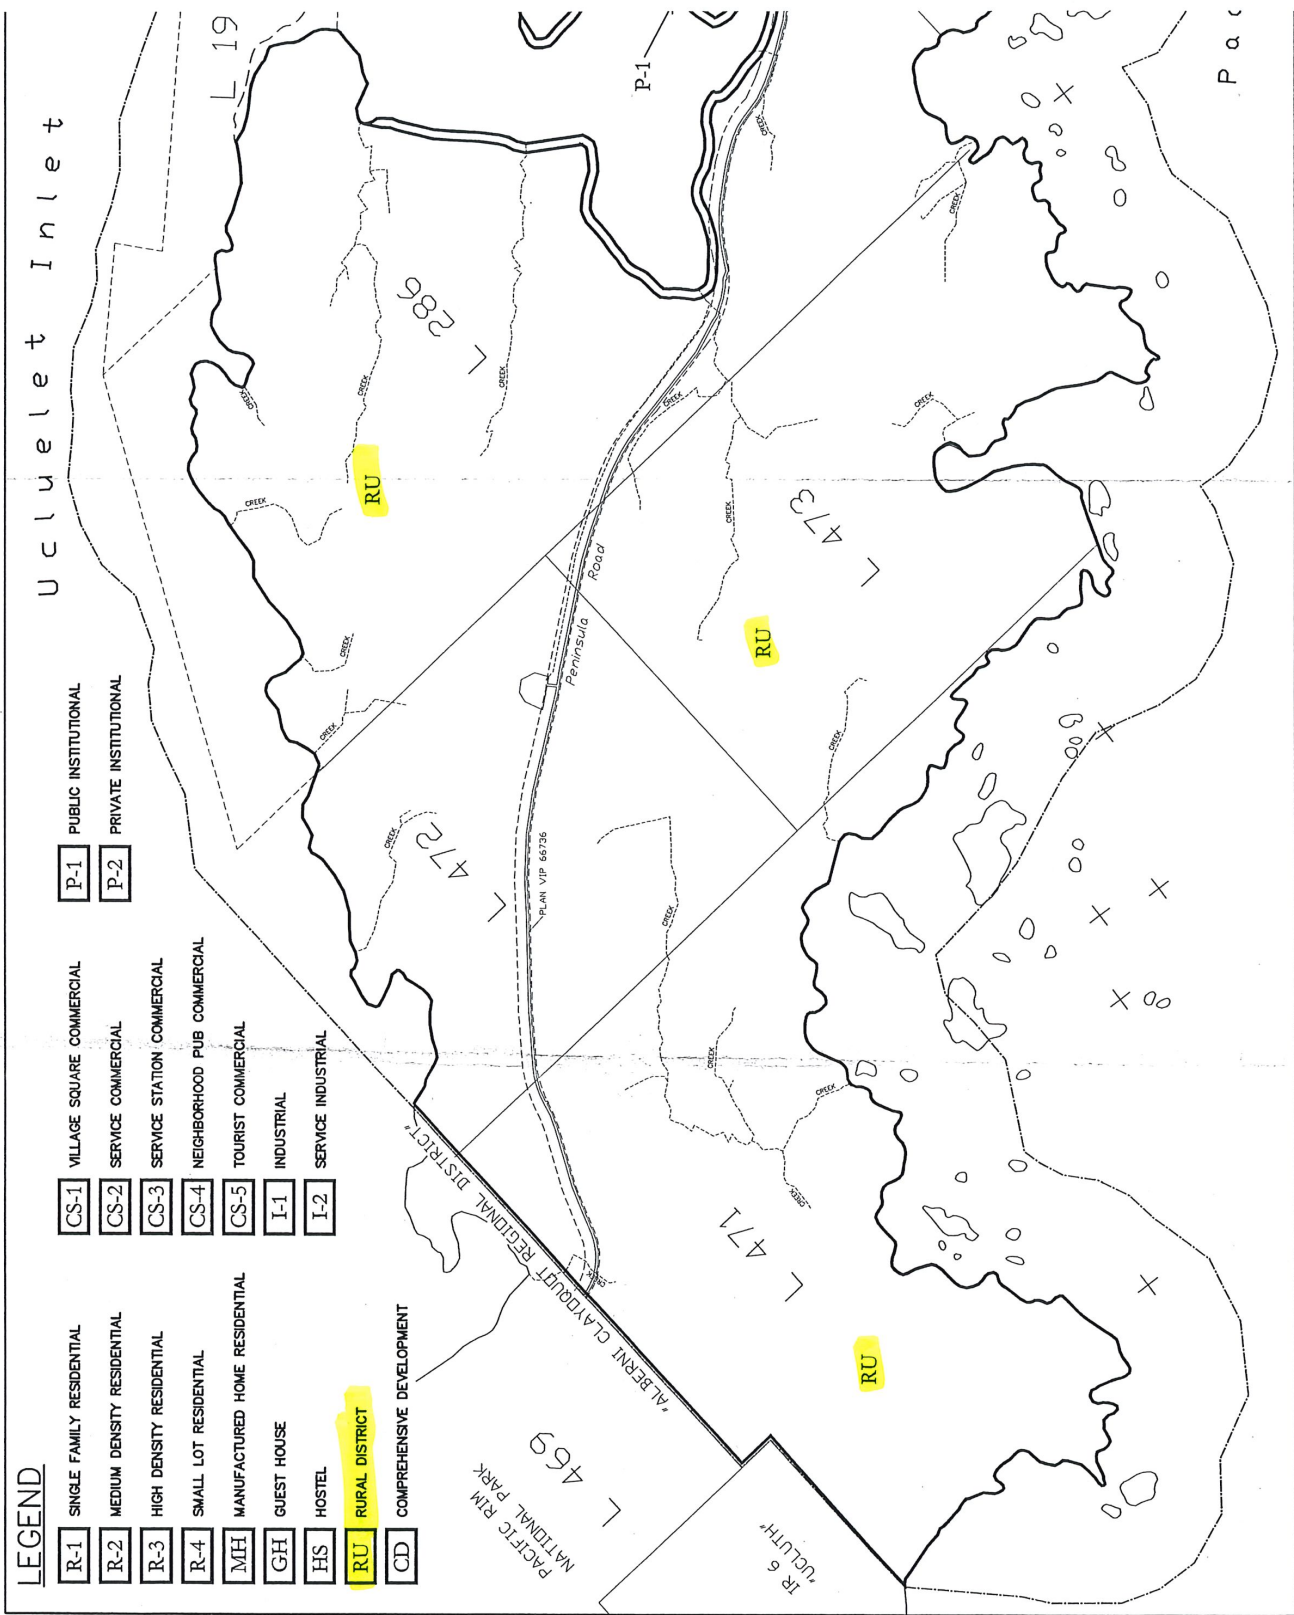 LEGEND
R-1 SINGLE FAMILY RESIDENTIAL
R-2 MEDIUM DENSITY RESIDENTIAL
R-3 HIGH DENSITY RESIDENTIAL
R-4 SMALL LOT RESIDENTIAL
MH MANUFACTURED HOME RESIDENTIAL
GH GUEST HOUSE
HS HOSTEL
RU RURAL DISTRICT
CD COMPREHENSIVE DEVELOPMENT
CS-1 VILLAGE SQUARE COMMERCIAL
CS-2 SERVICE COMMERCIAL
CS-3 SERVICE STATION COMMERCIAL
CS-4 NEIGHBORHOOD PUB COMMERCIAL
CS-5 TOURIST COMMERCIAL
I-1 INDUSTRIAL
I-2 SERVICE INDUSTRIAL
P-1 PUBLIC INSTITUTIONAL
P-2 PRIVATE INSTITUTIONAL
Ucluelet Inlet
L 19
P-1
L 286
RU
CREEK
CREEK
CREEK
CREEK
CREEK
CREEK
CREEK
L 472
CREEK
PLAN VIP 66736
Peninsula Road
CREEK
CREEK
CREEK
CREEK
L 473
RU
CREEK
CREEK
CREEK
CREEK
CREEK
CREEK
CREEK
L 471
RU
"ALBERNI CLAYOQUOT REGIONAL DISTRICT"
PACIFIC RIM
NATIONAL PARK
L 469
IR 6
"UCLUTH"
Pac